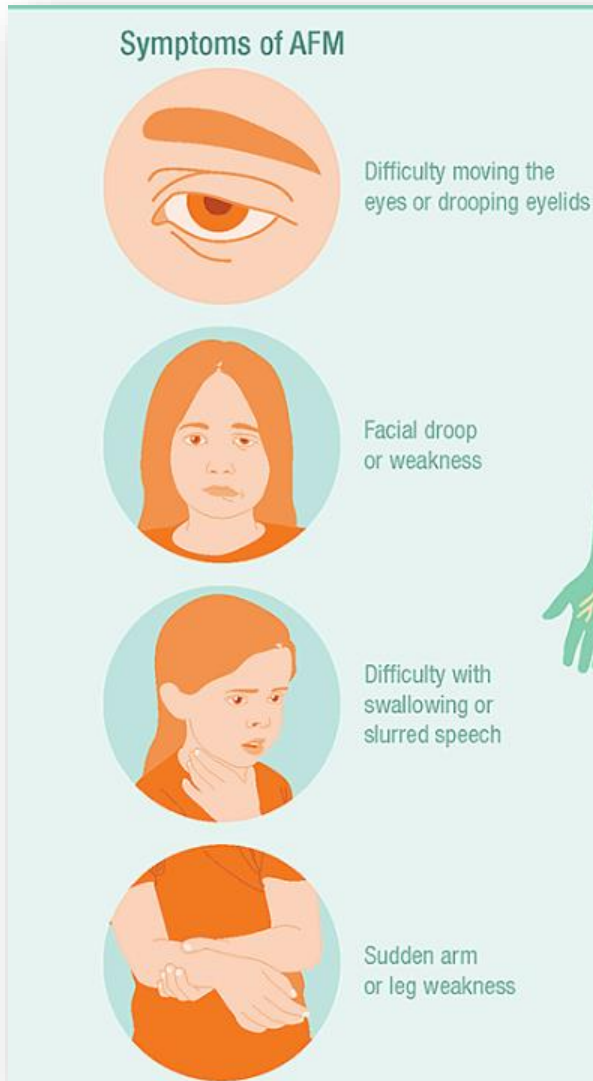 Symptoms of AFM
Difficulty moving the
eyes or drooping eyelids
Facial droop
or weakness
Difficulty with
swallowing or
slurred speech
Sudden arm
or leg weakness